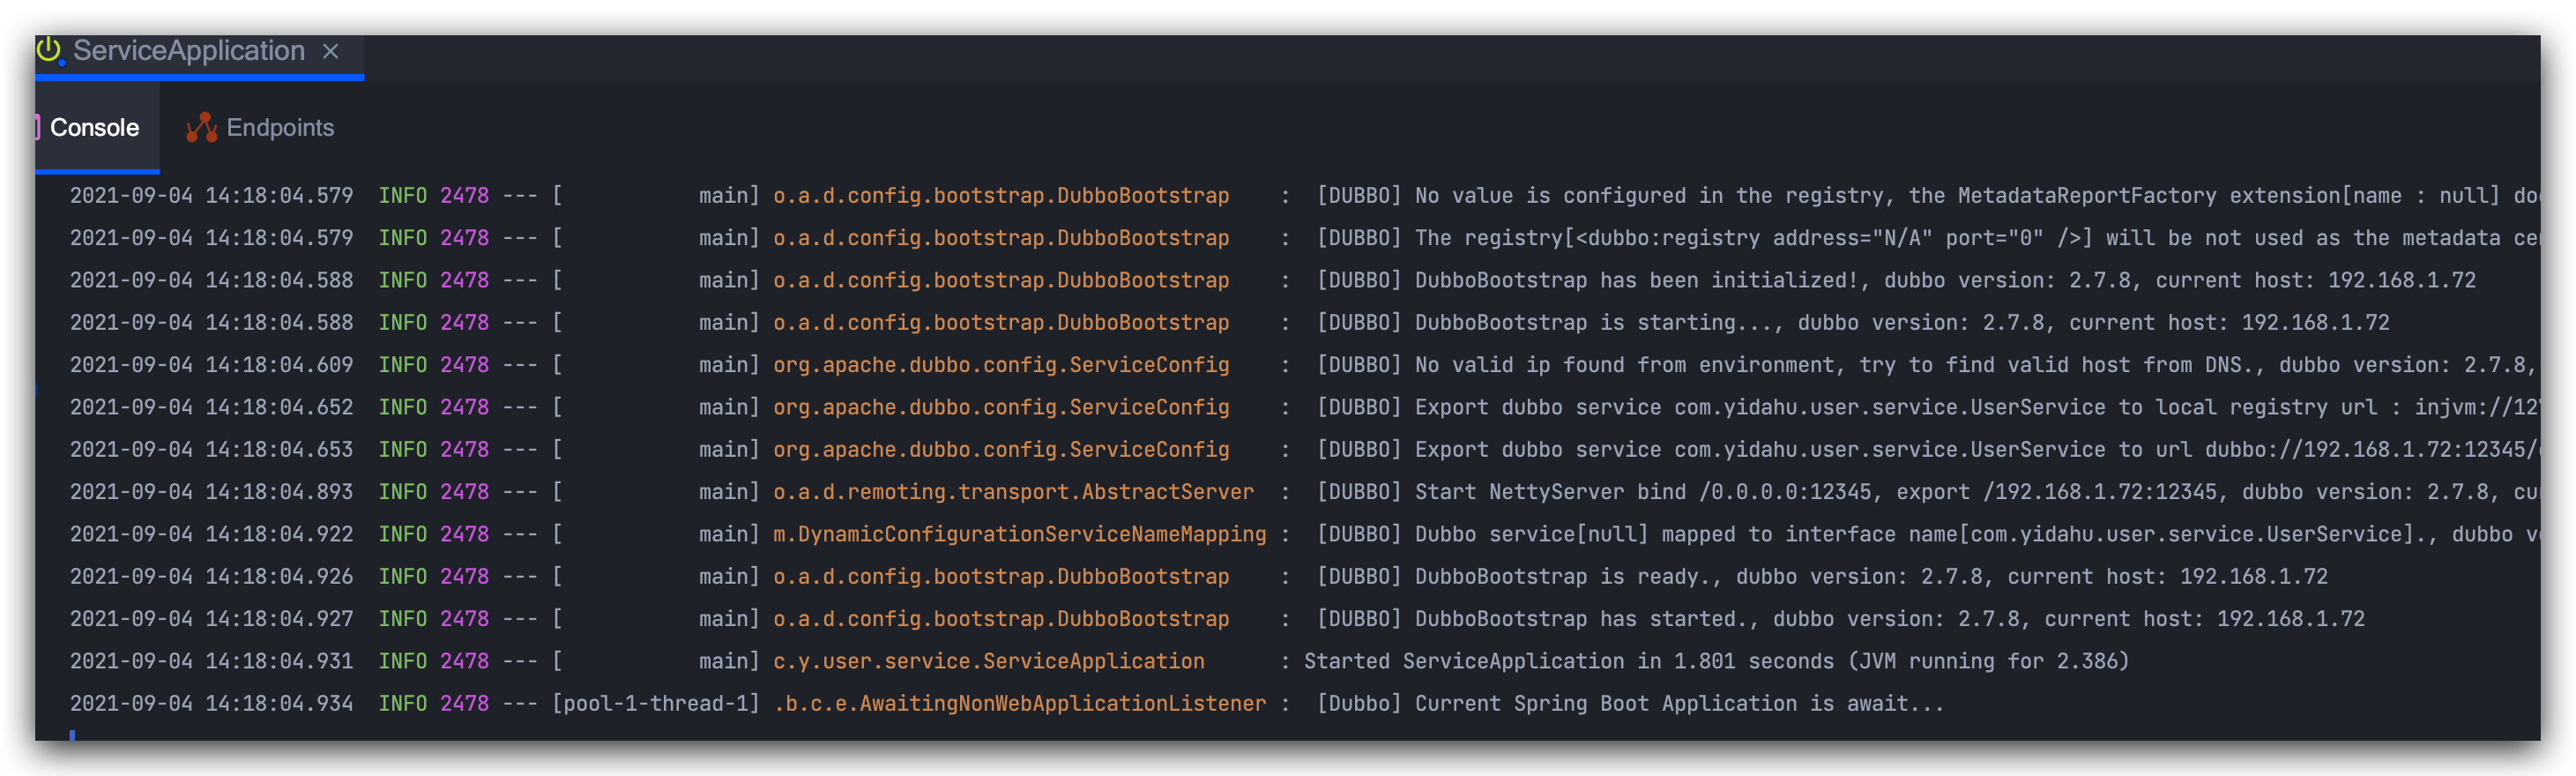 ServiceApplication ×
Console Endpoints
2021-09-04 14:18:04.579  INFO 2478 --- [           main] o.a.d.config.bootstrap.DubboBootstrap    :  [DUBBO] No value is configured in the registry, the MetadataReportFactory extension[name : null]
2021-09-04 14:18:04.579  INFO 2478 --- [           main] o.a.d.config.bootstrap.DubboBootstrap    :  [DUBBO] The registry[<dubbo:registry address="N/A" port="0" />] will be not used as the metadata
2021-09-04 14:18:04.588  INFO 2478 --- [           main] o.a.d.config.bootstrap.DubboBootstrap    :  [DUBBO] DubboBootstrap has been initialized!, dubbo version: 2.7.8, current host: 192.168.1.72
2021-09-04 14:18:04.588  INFO 2478 --- [           main] o.a.d.config.bootstrap.DubboBootstrap    :  [DUBBO] DubboBootstrap is starting..., dubbo version: 2.7.8, current host: 192.168.1.72
2021-09-04 14:18:04.609  INFO 2478 --- [           main] org.apache.dubbo.config.ServiceConfig    :  [DUBBO] No valid ip found from environment, try to find valid host from DNS., dubbo version: 2.7.8,
2021-09-04 14:18:04.652  INFO 2478 --- [           main] org.apache.dubbo.config.ServiceConfig    :  [DUBBO] Export dubbo service com.yidahu.user.service.UserService to local registry url : injvm://12
2021-09-04 14:18:04.653  INFO 2478 --- [           main] org.apache.dubbo.config.ServiceConfig    :  [DUBBO] Export dubbo service com.yidahu.user.service.UserService to url dubbo://192.168.1.72:12345/
2021-09-04 14:18:04.893  INFO 2478 --- [           main] o.a.d.remoting.transport.AbstractServer  :  [DUBBO] Start NettyServer bind /0.0.0.0:12345, export /192.168.1.72:12345, dubbo version: 2.7.8,
2021-09-04 14:18:04.922  INFO 2478 --- [           main] m.DynamicConfigurationServiceNameMapping :  [DUBBO] Dubbo service[null] mapped to interface name[com.yidahu.user.service.UserService]., dubbo
2021-09-04 14:18:04.926  INFO 2478 --- [           main] o.a.d.config.bootstrap.DubboBootstrap    :  [DUBBO] DubboBootstrap is ready., dubbo version: 2.7.8, current host: 192.168.1.72
2021-09-04 14:18:04.927  INFO 2478 --- [           main] o.a.d.config.bootstrap.DubboBootstrap    :  [DUBBO] DubboBootstrap has started., dubbo version: 2.7.8, current host: 192.168.1.72
2021-09-04 14:18:04.931  INFO 2478 --- [           main] c.y.user.service.ServiceApplication      : Started ServiceApplication in 1.801 seconds (JVM running for 2.386)
2021-09-04 14:18:04.934  INFO 2478 --- [pool-1-thread-1] .b.c.e.AwaitingNonWebApplicationListener :  [Dubbo] Current Spring Boot Application is await...